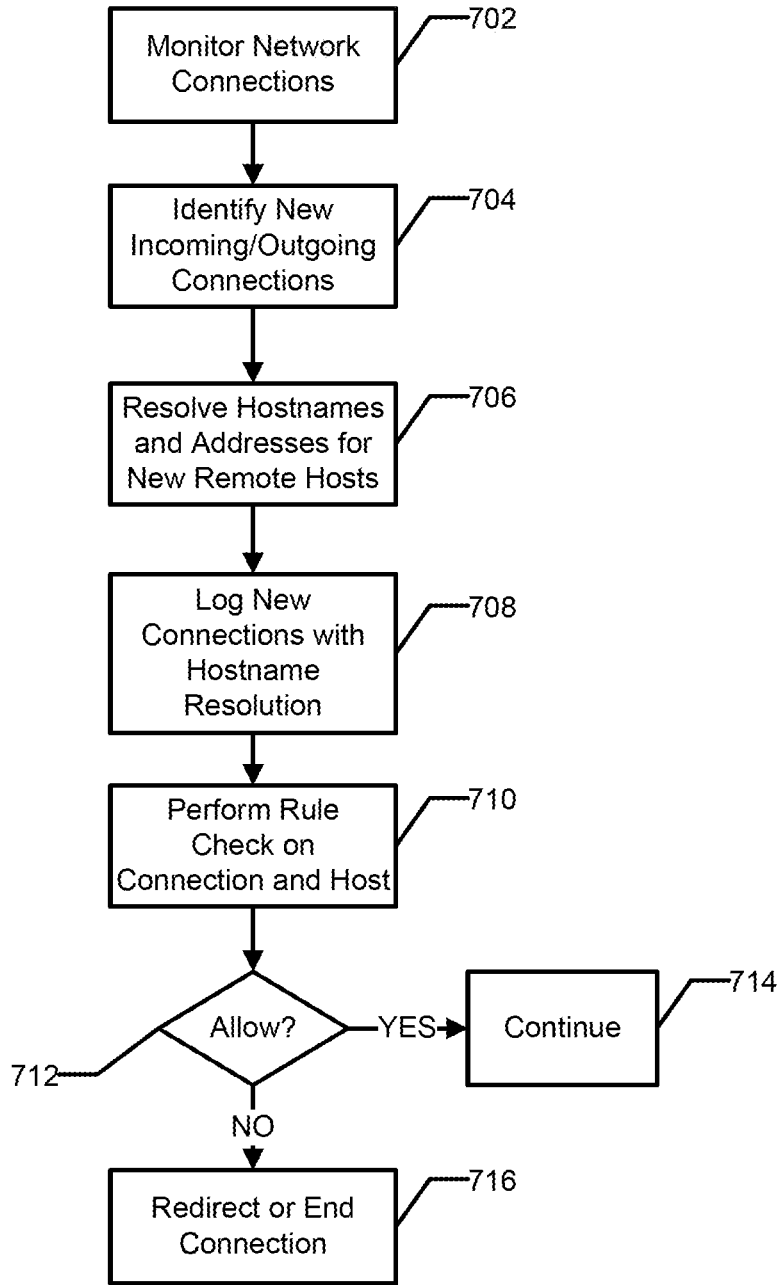 702
Monitor Network
Connections
704
Identify New
Incoming/Outgoing
Connections
706
Resolve Hostnames
and Addresses for
New Remote Hosts
708
Log New
Connections with
Hostname
Resolution
710
Perform Rule
Check on
Connection and Host
714
Allow?
YES
Continue
712
NO
716
Redirect or End
Connection